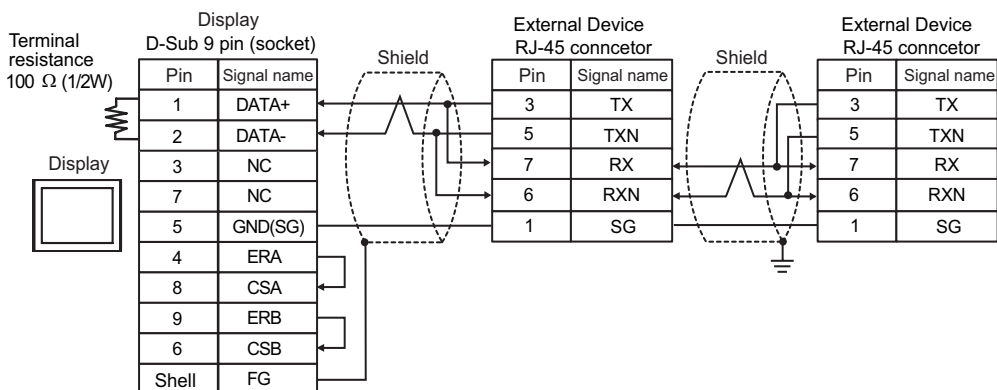 Terminal
resistance
100 Ω (1/2W)
Display
D-Sub 9 pin (socket)
Pin Signal name
1 DATA+
2 DATA-
3 NC
7 NC
5 GND(SG)
4 ERA
8 CSA
9 ERB
6 CSB
Shell FG
Display
Shield
External Device
RJ-45 conncetor
Pin Signal name
3 TX
5 TXN
7 RX
6 RXN
1 SG
Shield
External Device
RJ-45 conncetor
Pin Signal name
3 TX
5 TXN
7 RX
6 RXN
1 SG